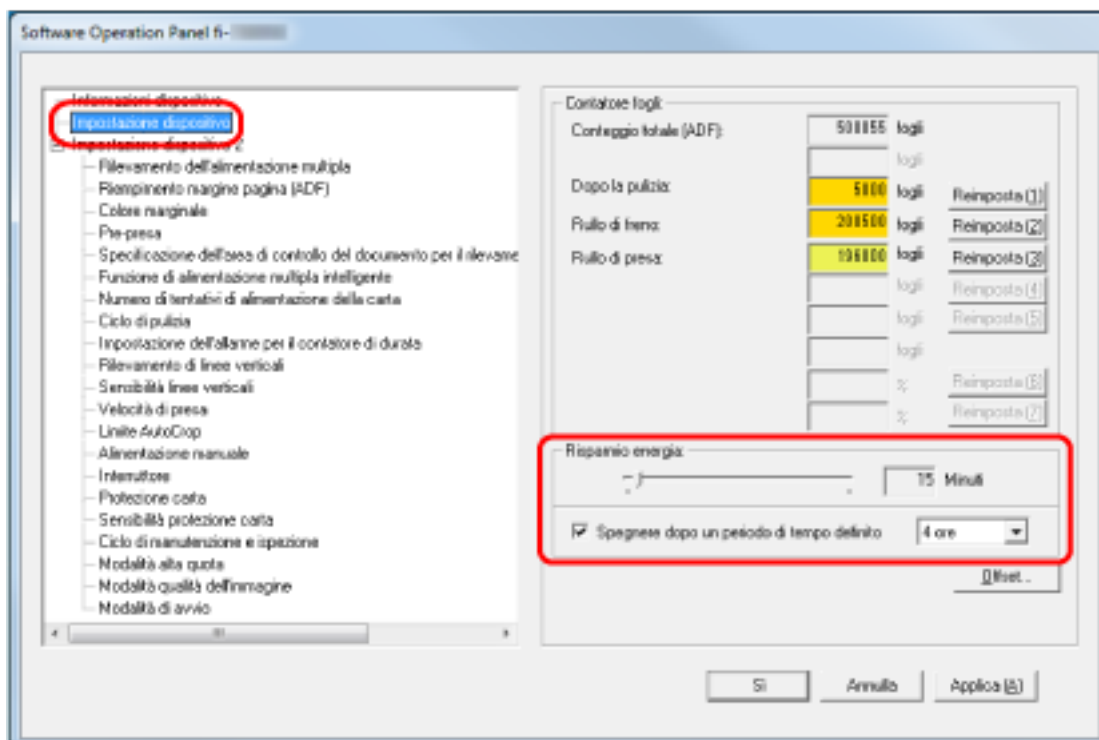 Software Operation Panel fi-
Informazioni dispositivo
Impostazione dispositivo
Impostazione dispositivo 2
Rilevamento dell'alimentazione multipla
Riempimento margine pagina (ADF)
Colore marginale
Pre-presa
Specificazione dell'area di controllo del documento per il rilevame
Funzione di alimentazione multipla intelligente
Numero di tentativi di alimentazione della carta
Ciclo di pulizia
Impostazione dell'allarme per il contatore di durata
Rilevamento di linee verticali
Sensibilità linee verticali
Velocità di presa
Limite AutoCrop
Alimentazione manuale
Interruttore
Protezione carta
Sensibilità protezione carta
Ciclo di manutenzione e ispezione
Modalità alta quota
Modalità qualità dell'immagine
Modalità di avvio
Contatore fogli:
Conteggio totale (ADF): fogli
fogli
Dopo la pulizia: fogli Reimposta (1)
Rullo di freno: 200500 fogli Reimposta (2)
Rullo di presa: fogli Reimposta (3)
fogli Reimposta (4)
fogli Reimposta (5)
fogli
% Reimposta (6)
% Reimposta (7)
Risparmio energia:
15 Minuti
Spegnere dopo un periodo di tempo definito 4 ore
Offset...
Sì Annulla Applica (A)